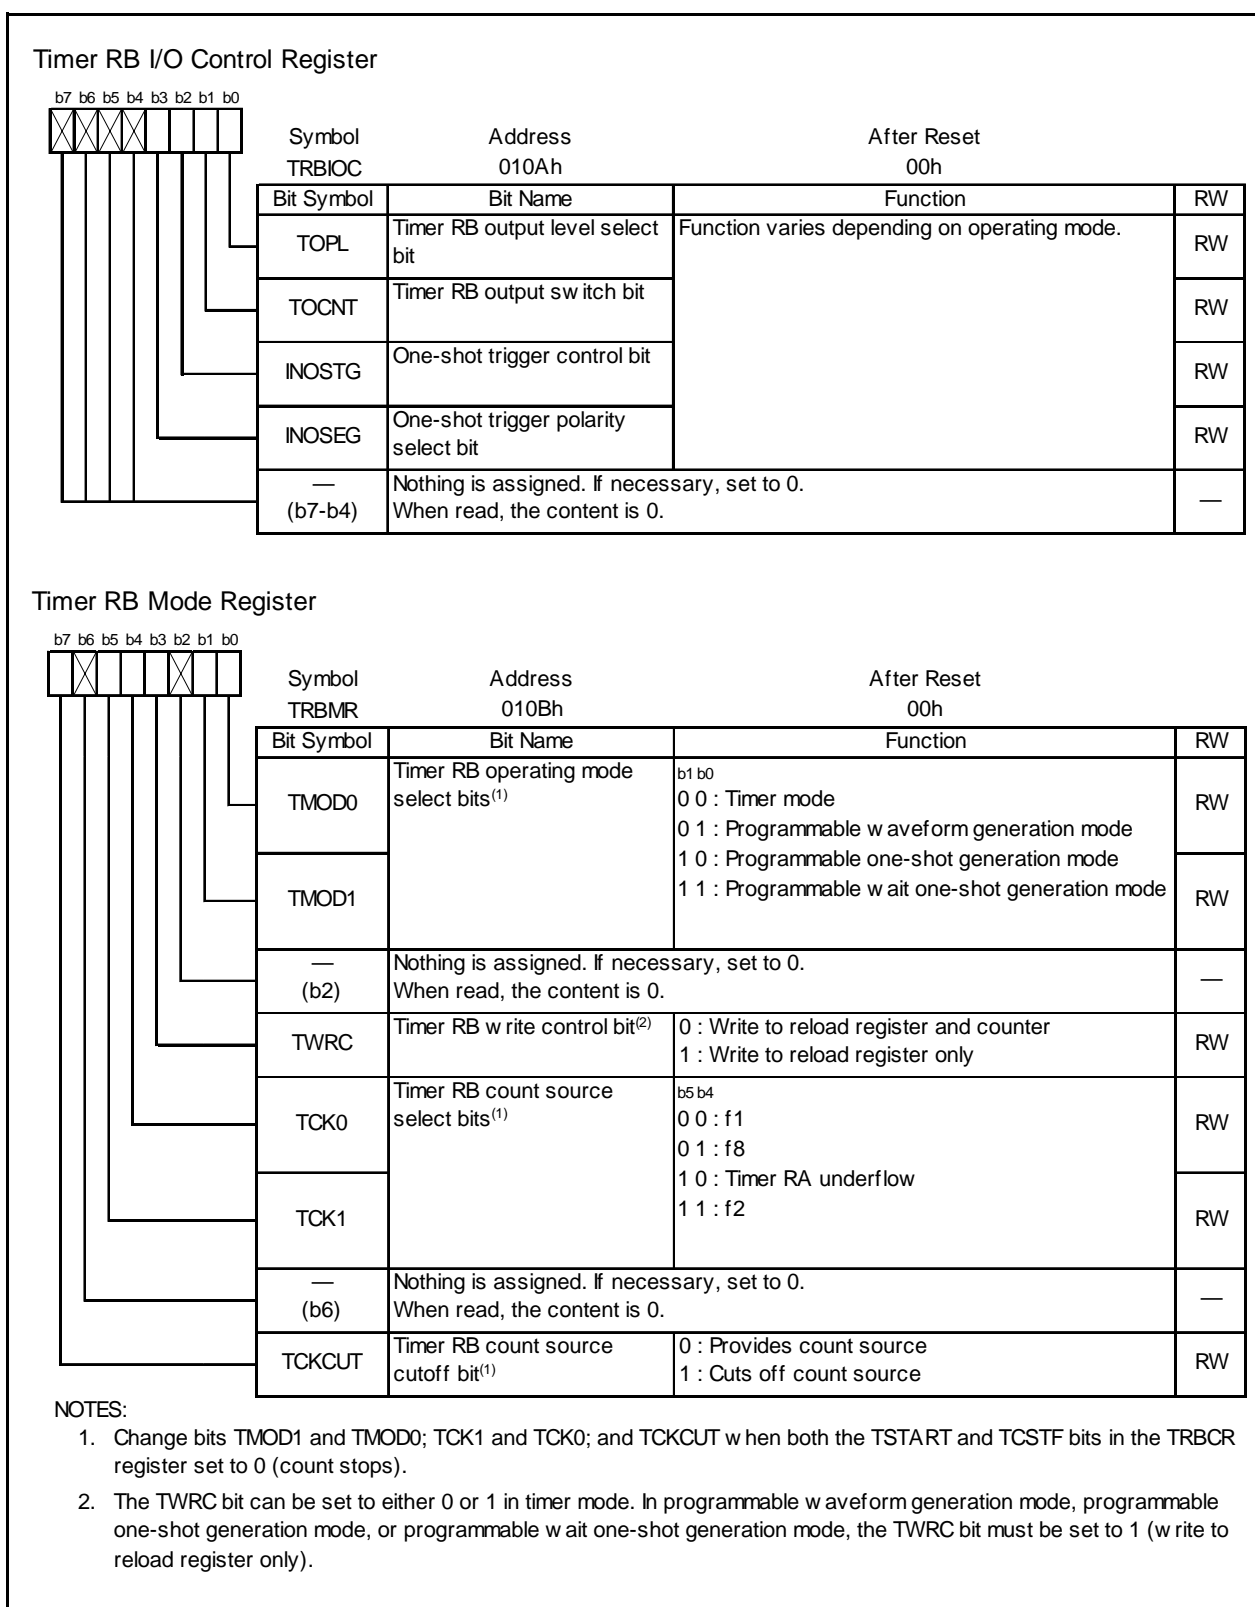 Timer RB I/O Control Register
b7 b6 b5 b4 b3 b2 b1 b0
Symbol Address After Reset
TRBIOC 010Ah 00h
Bit Symbol Bit Name Function RW
TOPL Timer RB output level select bit Function varies depending on operating mode. RW
TOCNT Timer RB output switch bit RW
INOSTG One-shot trigger control bit RW
INOSEG One-shot trigger polarity select bit RW
— (b7-b4) Nothing is assigned. If necessary, set to 0.
When read, the content is 0. —
Timer RB Mode Register
b7 b6 b5 b4 b3 b2 b1 b0
Symbol Address After Reset
TRBMR 010Bh 00h
Bit Symbol Bit Name Function RW
TMOD0 Timer RB operating mode select bits(1) b1 b0 RW
0 0 : Timer mode
0 1 : Programmable waveform generation mode
1 0 : Programmable one-shot generation mode
TMOD1 1 1 : Programmable wait one-shot generation mode RW
— (b2) Nothing is assigned. If necessary, set to 0.
When read, the content is 0. —
TWRC Timer RB write control bit(2) 0 : Write to reload register and counter RW
1 : Write to reload register only
TCK0 Timer RB count source select bits(1) b5 b4 RW
0 0 : f1
0 1 : f8
1 0 : Timer RA underflow
TCK1 1 1 : f2 RW
— (b6) Nothing is assigned. If necessary, set to 0.
When read, the content is 0. —
TCKCUT Timer RB count source cutoff bit(1) 0 : Provides count source RW
1 : Cuts off count source
NOTES:
1. Change bits TMOD1 and TMOD0; TCK1 and TCK0; and TCKCUT when both the TSTART and TCSTF bits in the TRBCR
register set to 0 (count stops).
2. The TWRC bit can be set to either 0 or 1 in timer mode. In programmable waveform generation mode, programmable
one-shot generation mode, or programmable wait one-shot generation mode, the TWRC bit must be set to 1 (write to
reload register only).